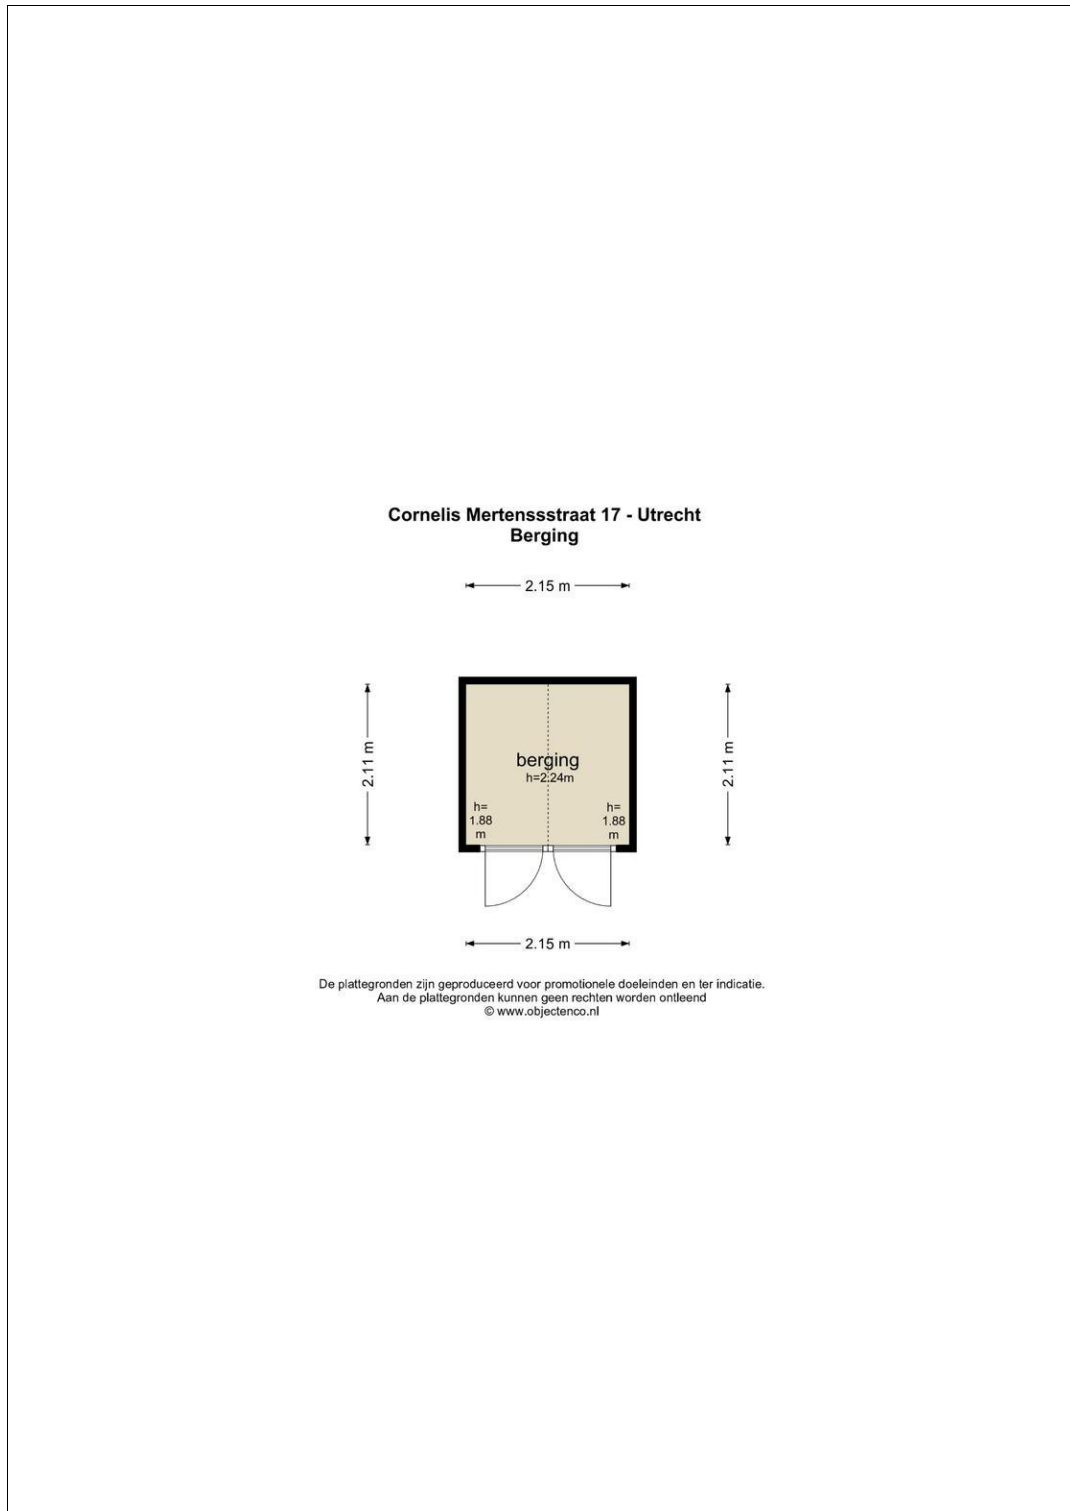 Cornelis Mertenssstraat 17 - Utrecht
Berging
2.15 m
2.11 m
2.11 m
berging
h=2.24m
h=
1.88
m
h=
1.88
m
2.15 m
De plattegronden zijn geproduceerd voor promotionele doeleinden en ter indicatie.
Aan de plattegronden kunnen geen rechten worden ontleend
© www.objectenco.nl